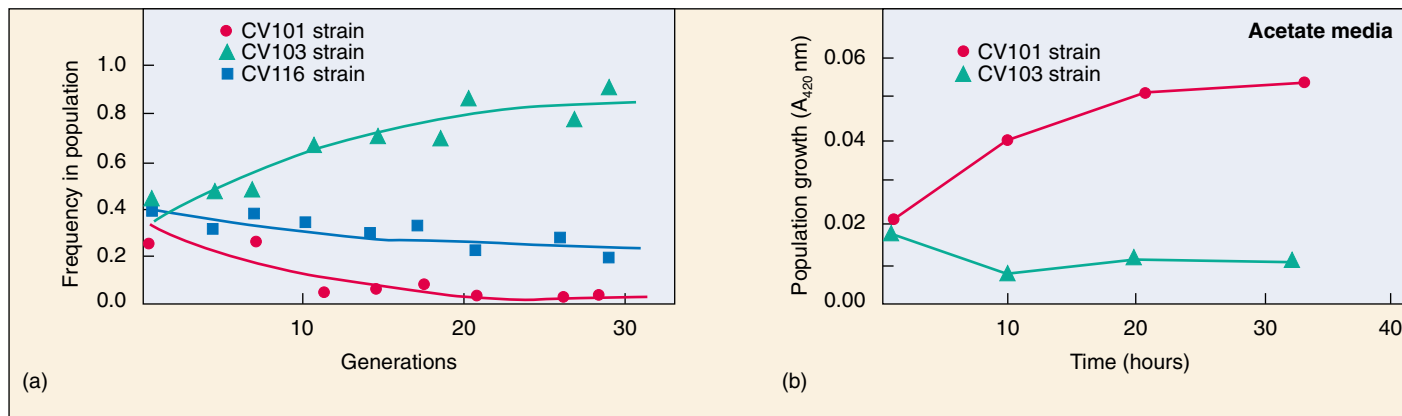 CV101 strain
CV103 strain
CV116 strain
1.0
0.8
0.6
0.4
0.2
0.0
Frequency in population
10
20
30
Generations
(a)
Acetate media
CV101 strain
CV103 strain
0.06
0.04
0.02
0.00
Population growth (A420 nm)
10
20
30
40
Time (hours)
(b)